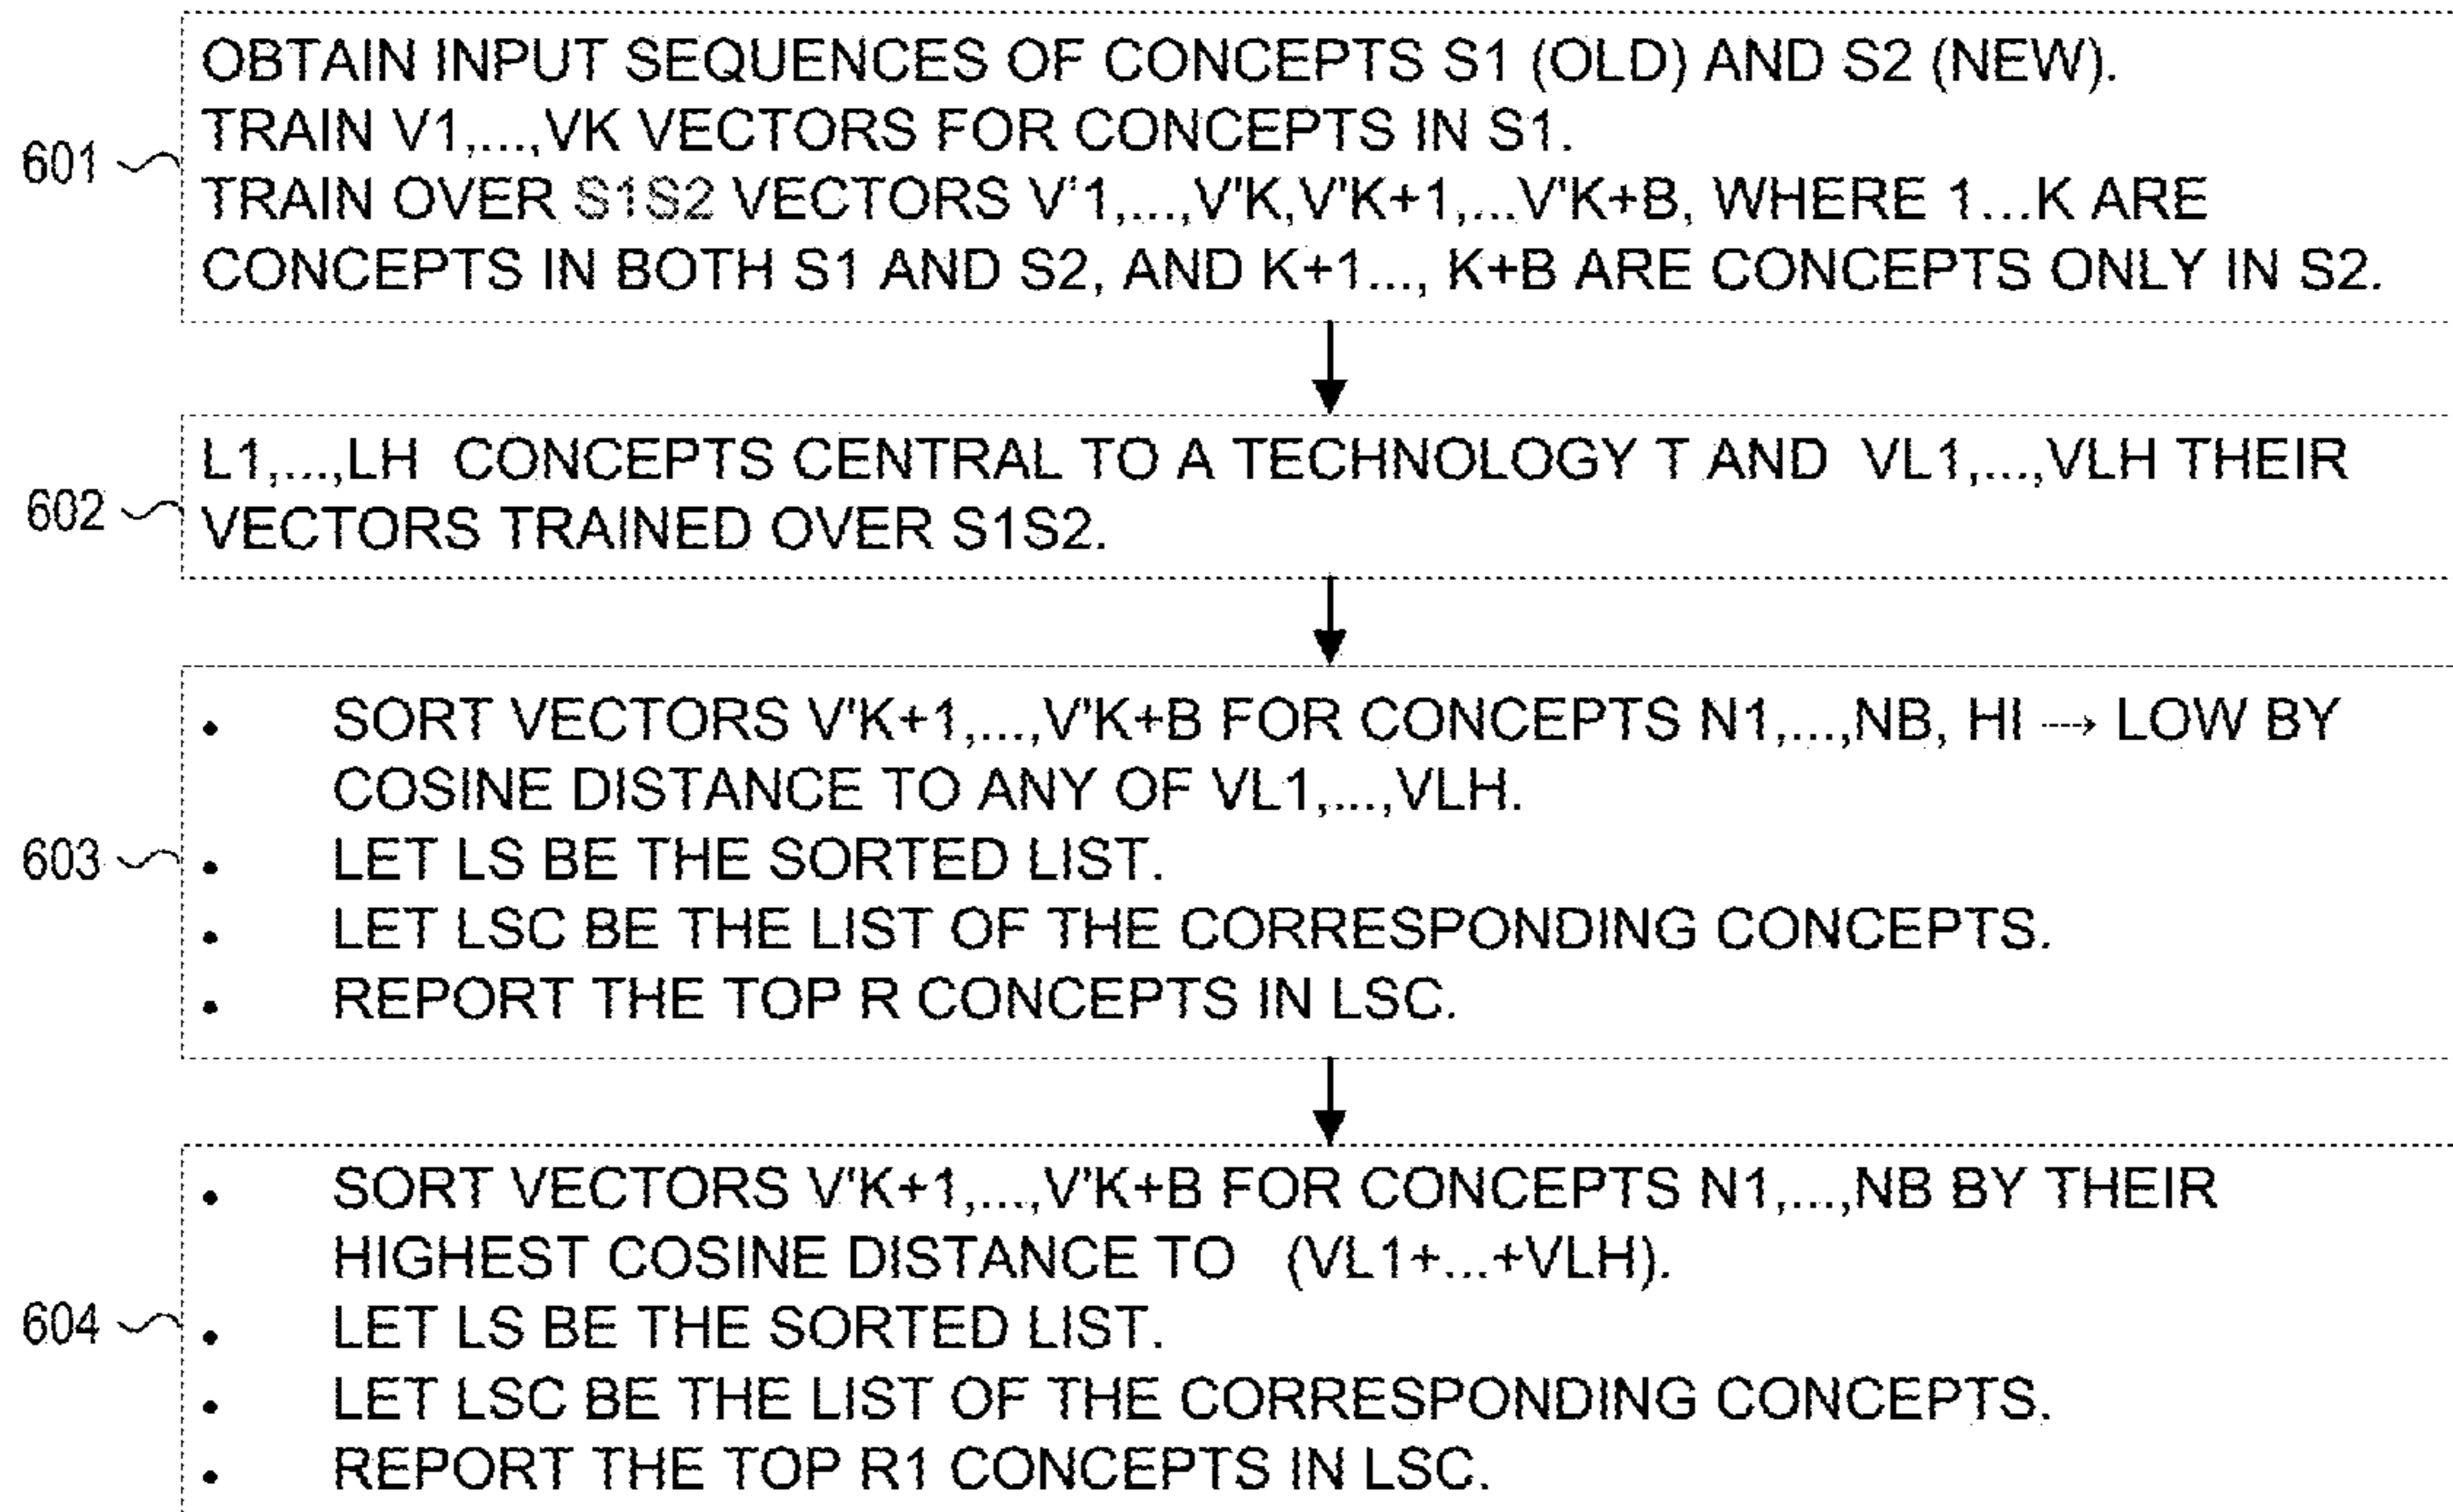 OBTAIN INPUT SEQUENCES OF CONCEPTS S1 (OLD) AND S2 (NEW).
TRAIN V1,...,VK VECTORS FOR CONCEPTS IN S1.
601
TRAIN OVER S1S2 VECTORS V'1,...,V'K,V'K+1,...V'K+B, WHERE 1...K ARE
CONCEPTS IN BOTH S1 AND S2, AND K+1..., K+B ARE CONCEPTS ONLY IN S2.
L1,...,LH CONCEPTS CENTRAL TO A TECHNOLOGY T AND VL1,...,VLH THEIR
602
VECTORS TRAINED OVER S1S2.
• SORT VECTORS V'K+1,...,V'K+B FOR CONCEPTS N1,...,NB, HI → LOW BY
COSINE DISTANCE TO ANY OF VL1,...,VLH.
603
• LET LS BE THE SORTED LIST.
• LET LSC BE THE LIST OF THE CORRESPONDING CONCEPTS.
• REPORT THE TOP R CONCEPTS IN LSC.
• SORT VECTORS V'K+1,...,V'K+B FOR CONCEPTS N1,...,NB BY THEIR
HIGHEST COSINE DISTANCE TO (VL1+...+VLH).
604
• LET LS BE THE SORTED LIST.
• LET LSC BE THE LIST OF THE CORRESPONDING CONCEPTS.
• REPORT THE TOP R1 CONCEPTS IN LSC.